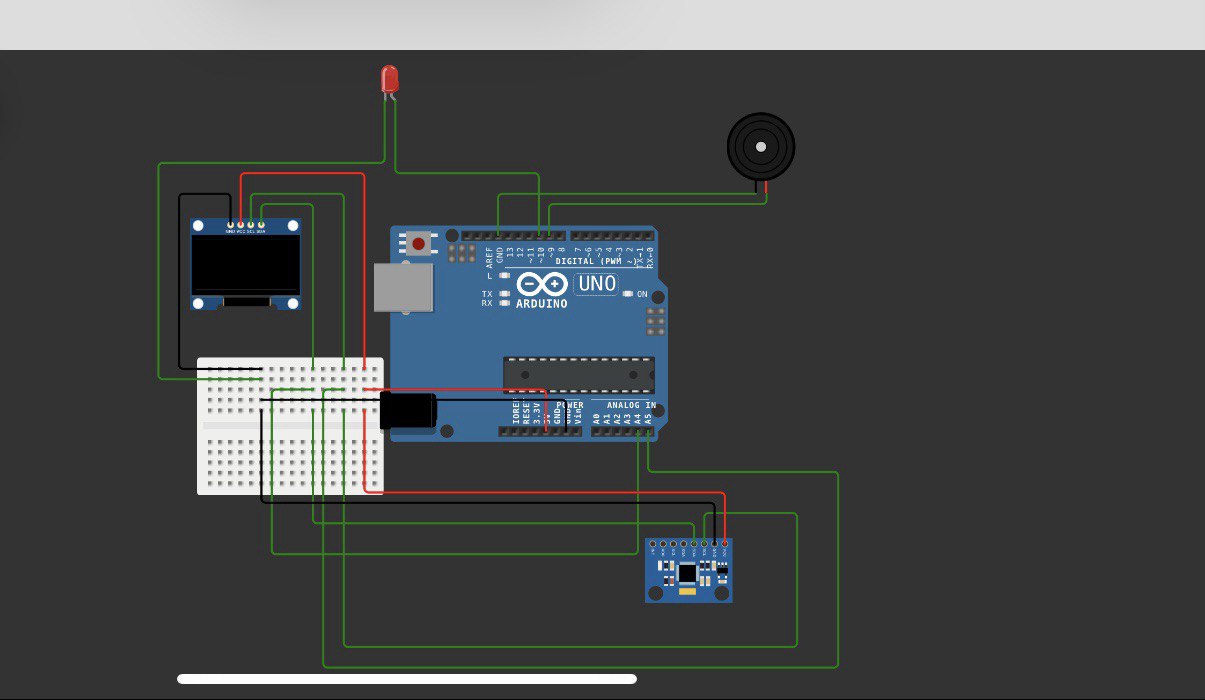 GND VCC SCL SDA
AREF
GND
13
12
~11
~10
~9
8
7
~6
~5
4
~3
2
TX→1
RX←0
DIGITAL (PWM ~)
L
UNO
TX
RX
ON
ARDUINO
IOREF
RESET
3.3V
5V
GND
GND
Vin
POWER
ANALOG IN
A0
A1
A2
A3
A4
A5